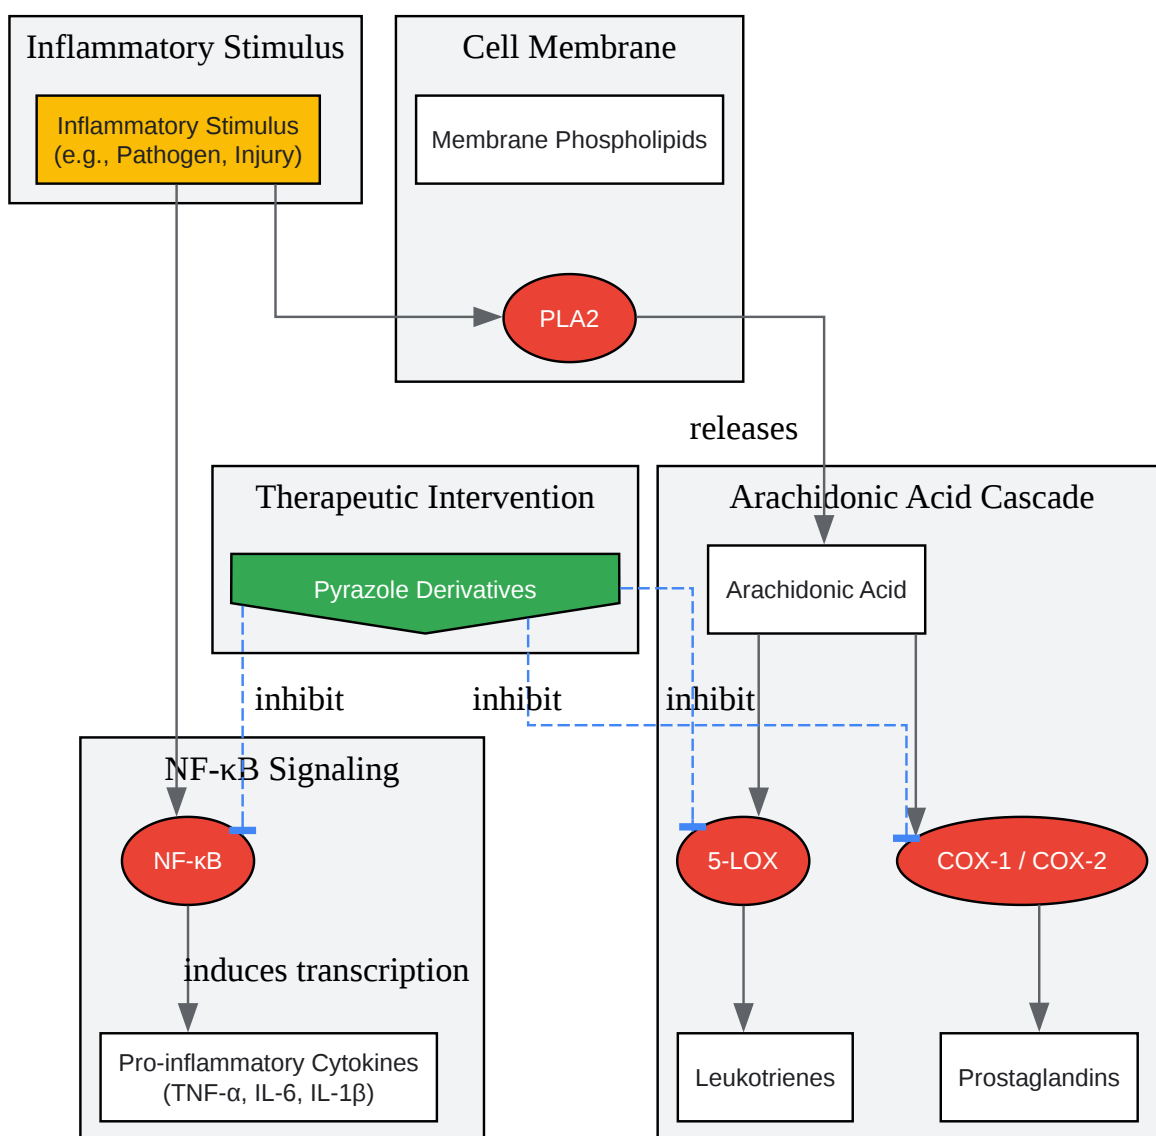 Inflammatory Stimulus
Inflammatory Stimulus
(e.g., Pathogen, Injury)
Cell Membrane
Membrane Phospholipids
PLA2
releases
Therapeutic Intervention
Pyrazole Derivatives
Arachidonic Acid Cascade
Arachidonic Acid
inhibit
inhibit
inhibit
NF-κB Signaling
NF-κB
5-LOX
COX-1 / COX-2
induces transcription
Pro-inflammatory Cytokines
(TNF-α, IL-6, IL-1β)
Leukotrienes
Prostaglandins